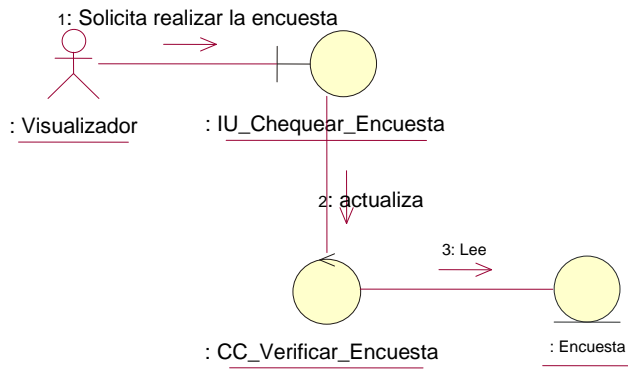 1: Solicita realizar la encuesta
: Visualizador
: IU_Chequear_Encuesta
2: actualiza
3: Lee
: CC_Verificar_Encuesta
: Encuesta